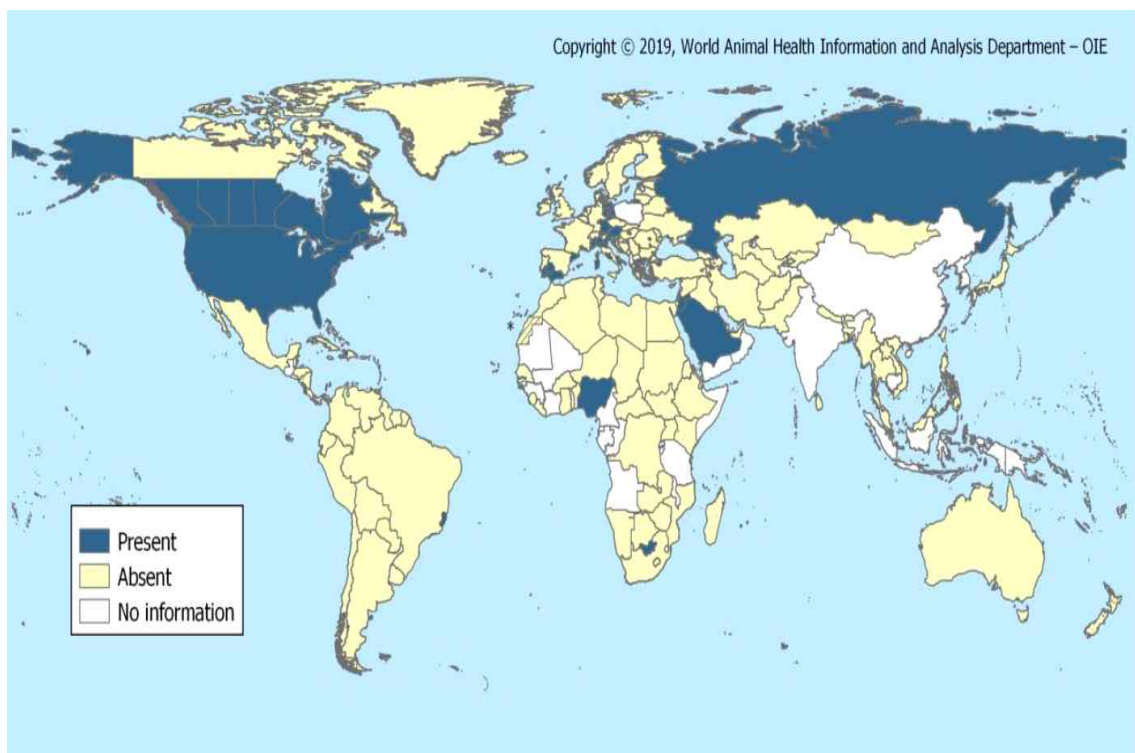 Copyright © 2019, World Animal Health Information and Analysis Department – OIE
*
Present
Absent
No information